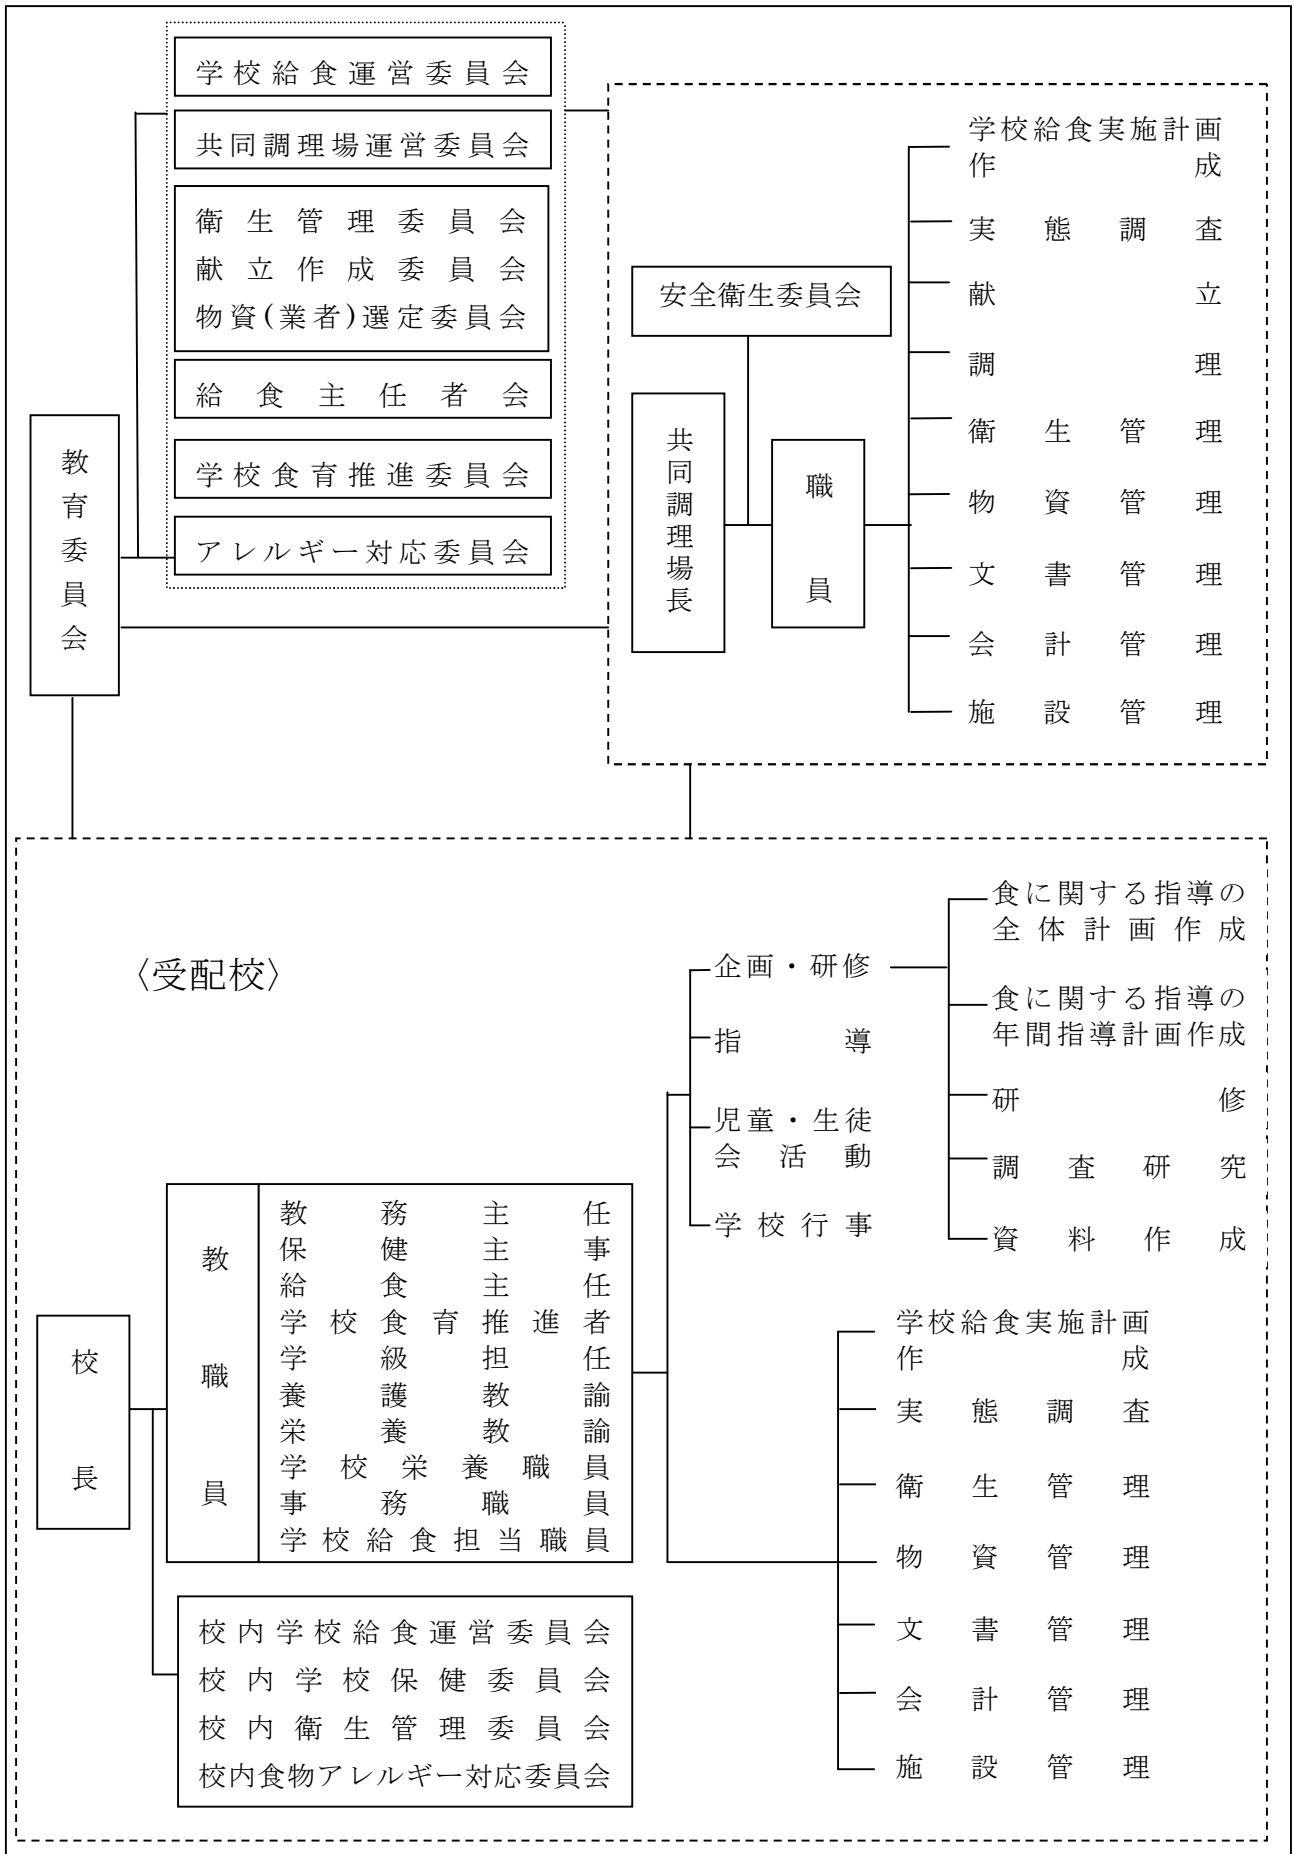 学校給食運営委員会
共同調理場運営委員会
衛生管理委員会
献立作成委員会
物資(業者)選定委員会
給食主任者会
学校食育推進委員会
アレルギー対応委員会
教育委員会
安全衛生委員会
共同調理場長
職員
学校給食実施計画
作成
実態調査
献立
調理
衛生管理
物資管理
文書管理
会計管理
施設管理
〈受配校〉
校長
教職員
教務主任
保健主事
給食主任
学校食育推進者
学級担任
養護教諭
栄養教諭
学校栄養職員
事務職員
学校給食担当職員
校内学校給食運営委員会
校内学校保健委員会
校内衛生管理委員会
校内食物アレルギー対応委員会
企画・研修
指導
児童・生徒
会活動
学校行事
食に関する指導の
全体計画作成
食に関する指導の
年間指導計画作成
研修
調査研究
資料作成
学校給食実施計画
作成
実態調査
衛生管理
物資管理
文書管理
会計管理
施設管理